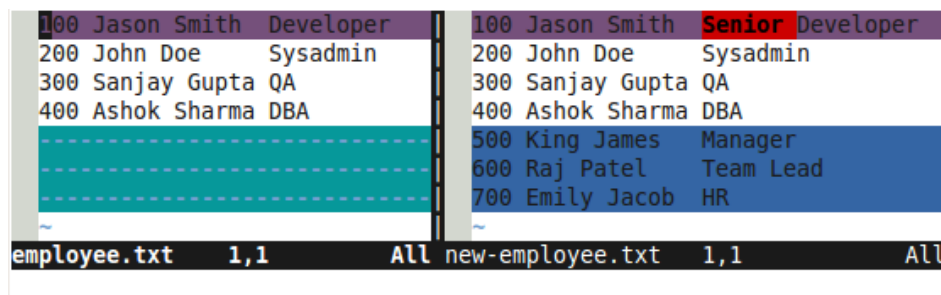 100 Jason Smith  Developer | 100 Jason Smith  Senior Developer
200 John Doe     Sysadmin | 200 John Doe     Sysadmin
300 Sanjay Gupta QA | 300 Sanjay Gupta QA
400 Ashok Sharma DBA | 400 Ashok Sharma DBA
----------------------------- | 500 King James   Manager
----------------------------- | 600 Raj Patel    Team Lead
----------------------------- | 700 Emily Jacob  HR
~ | ~
employee.txt    1,1         All new-employee.txt   1,1            All